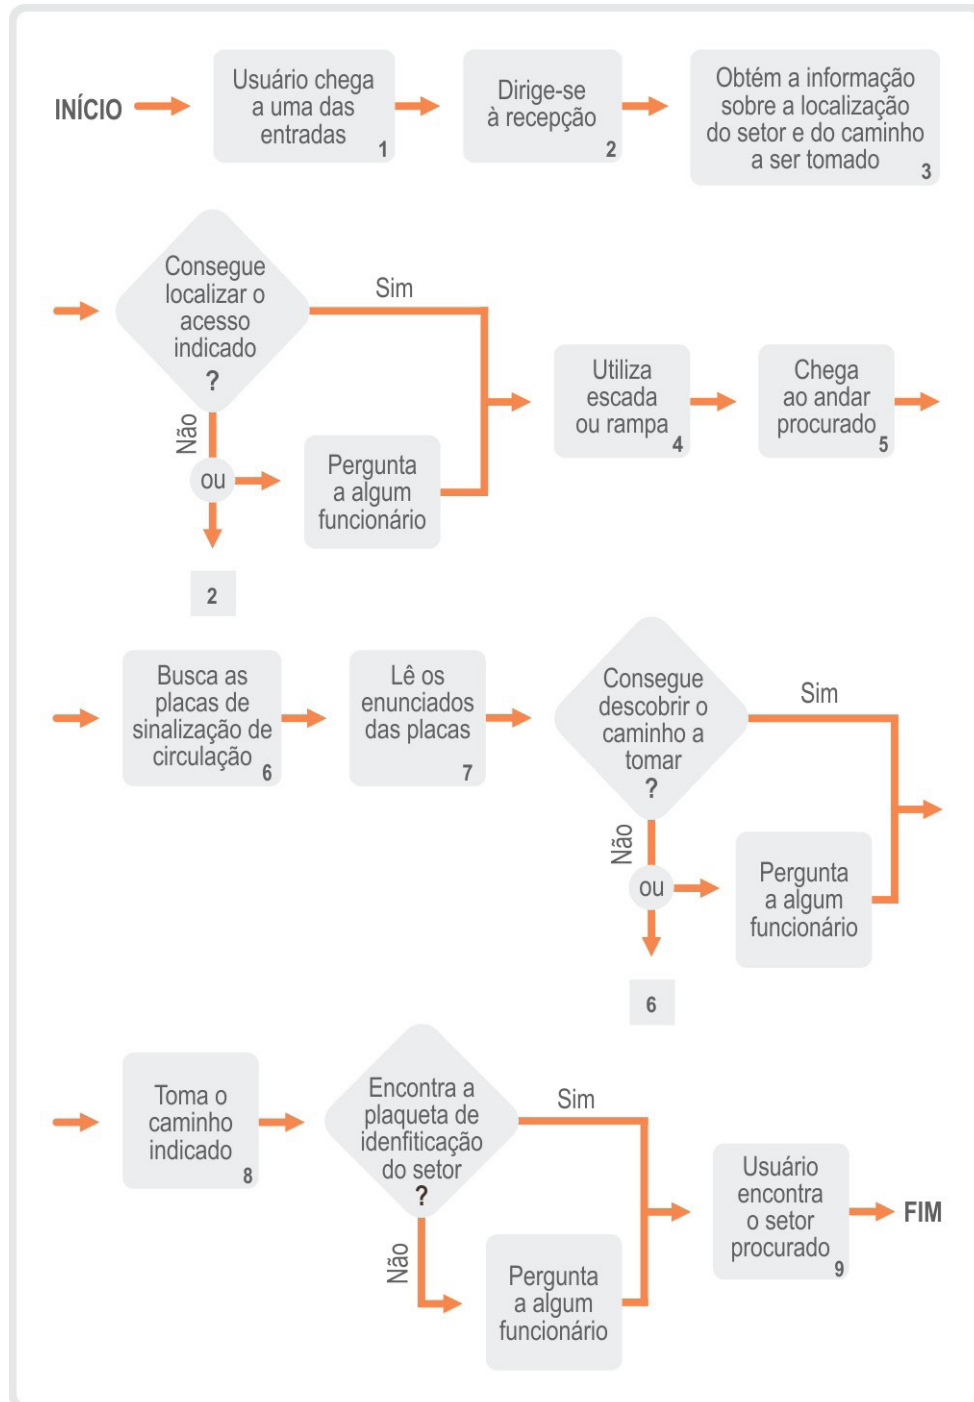 INÍCIO
Usuário chega
a uma das
entradas
1
Dirige-se
à recepção
2
Obtém a informação
sobre a localização
do setor e do caminho
a ser tomado
3
Consegue
localizar o
acesso
indicado
?
Sim
Não
ou
Pergunta
a algum
funcionário
2
Utiliza
escada
ou rampa
4
Chega
ao andar
procurado
5
Busca as
placas de
sinalização de
circulação
6
Lê os
enunciados
das placas
7
Consegue
descobrir o
caminho a
tomar
?
Sim
Não
ou
Pergunta
a algum
funcionário
6
Toma o
caminho
indicado
8
Encontra a
plaqueta de
idenfiticação
do setor
?
Sim
Não
Pergunta
a algum
funcionário
Usuário
encontra
o setor
procurado
9
FIM